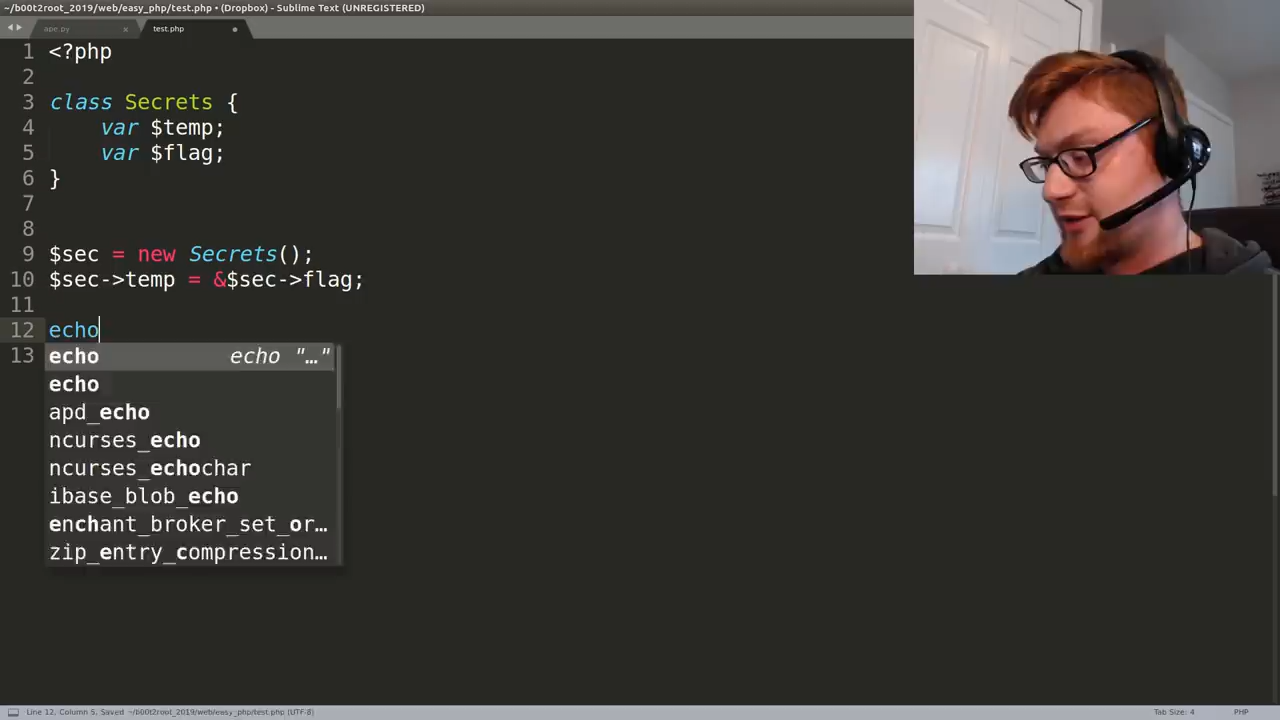 ~/b00t2root_2019/web/easy_php/test.php • (Dropbox) - Sublime Text (UNREGISTERED)
ape.py
test.php
1 <?php
2
3 class Secrets {
4 var $temp;
5 var $flag;
6 }
7
8
9 $sec = new Secrets();
10 $sec->temp = &$sec->flag;
11
12 echo
13
echo echo "…"
echo
apd_echo
ncurses_echo
ncurses_echochar
ibase_blob_echo
enchant_broker_set_or…
zip_entry_compression…
Line 12, Column 5, Saved ~/b00t2root_2019/web/easy_php/test.php (UTF-8)
Tab Size: 4
PHP